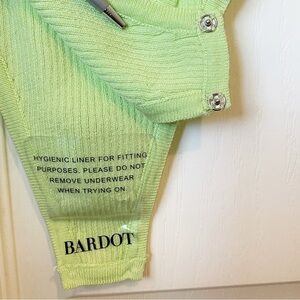 HYGIENIC LINER FOR FITTING
PURPOSES. PLEASE DO NOT
REMOVE UNDERWEAR
WHEN TRYING ON
BARDOT